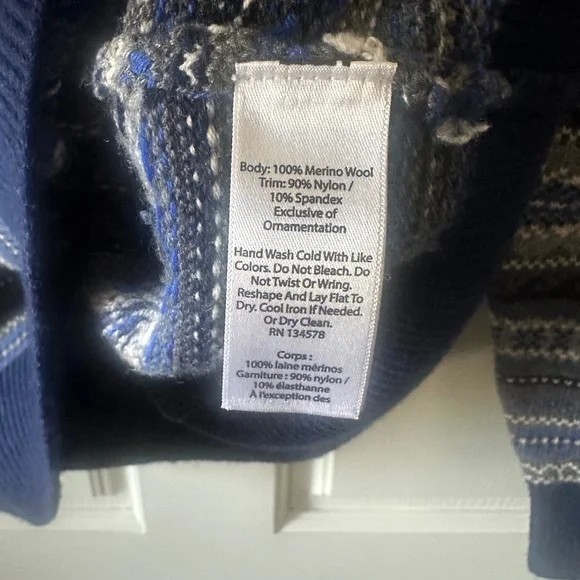 Body: 100% Merino Wool
Trim: 90% Nylon /
10% Spandex
Exclusive of
Ornamentation
Hand Wash Cold With Like
Colors. Do Not Bleach. Do
Not Twist Or Wring.
Reshape And Lay Flat To
Dry. Cool Iron If Needed.
Or Dry Clean.
RN 134578
Corps :
100% laine mérinos
Garniture : 90% nylon /
10% élasthanne
À l'exception des